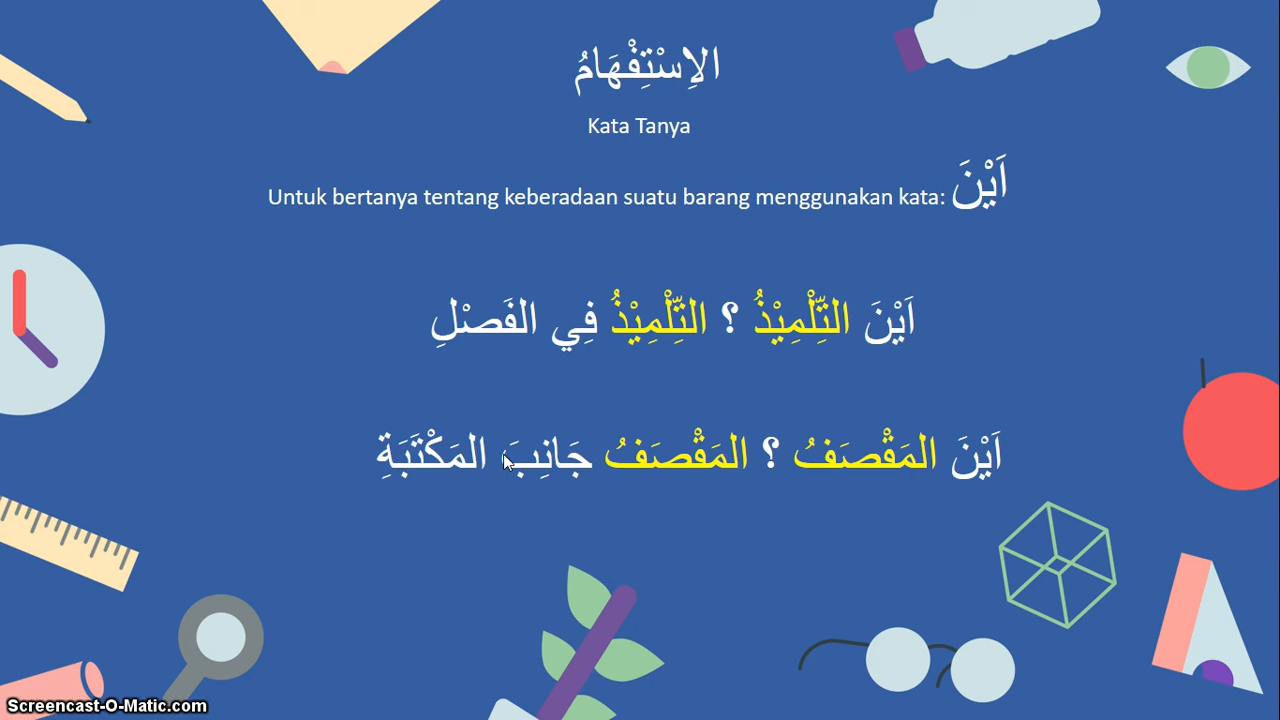 الاِسْتِفْهَامُ
Kata Tanya
Untuk bertanya tentang keberadaan suatu barang menggunakan kata: اَيْنَ
اَيْنَ التِّلْمِيْذُ ؟ التِّلْمِيْذُ فِي الفَصْلِ
اَيْنَ المَقْصَفُ ؟ المَقْصَفُ جَانِبَ المَكْتَبَةِ
Screencast-O-Matic.com